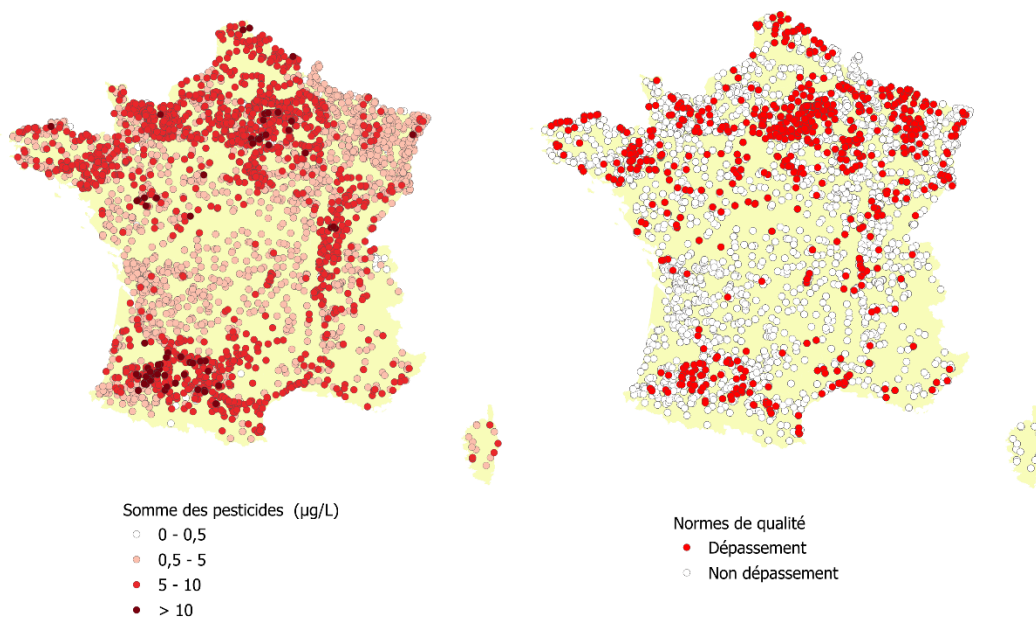 Somme des pesticides (µg/L)
0 - 0,5
0,5 - 5
5 - 10
> 10
Normes de qualité
Dépassement
Non dépassement